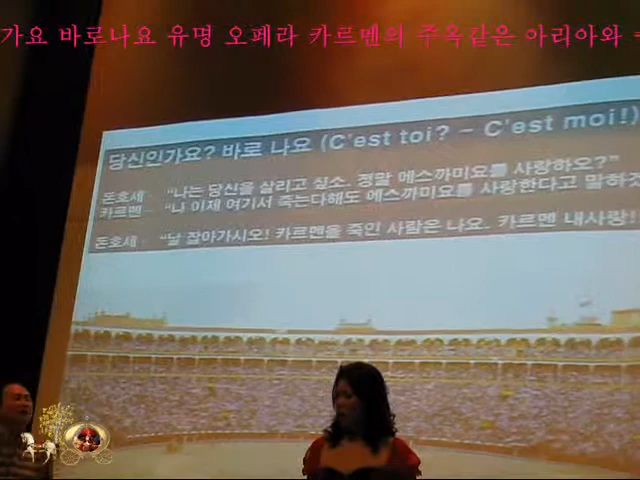 가요 바로나요 유명 오페라 카르멘의 주옥같은 아리아와
당신인가요? 바로 나요 (C'est toi? - C'est moi!)
돈호세 - "나는 당신을 살리고 싶소. 정말 에스까미요를 사랑하오?"
카르멘 - "나 이제 여기서 죽는다해도 에스까미요를 사랑한다고 말하겠
돈호세 - "날 잡아가시오! 카르멘을 죽인 사람은 나요. 카르멘 내사랑!